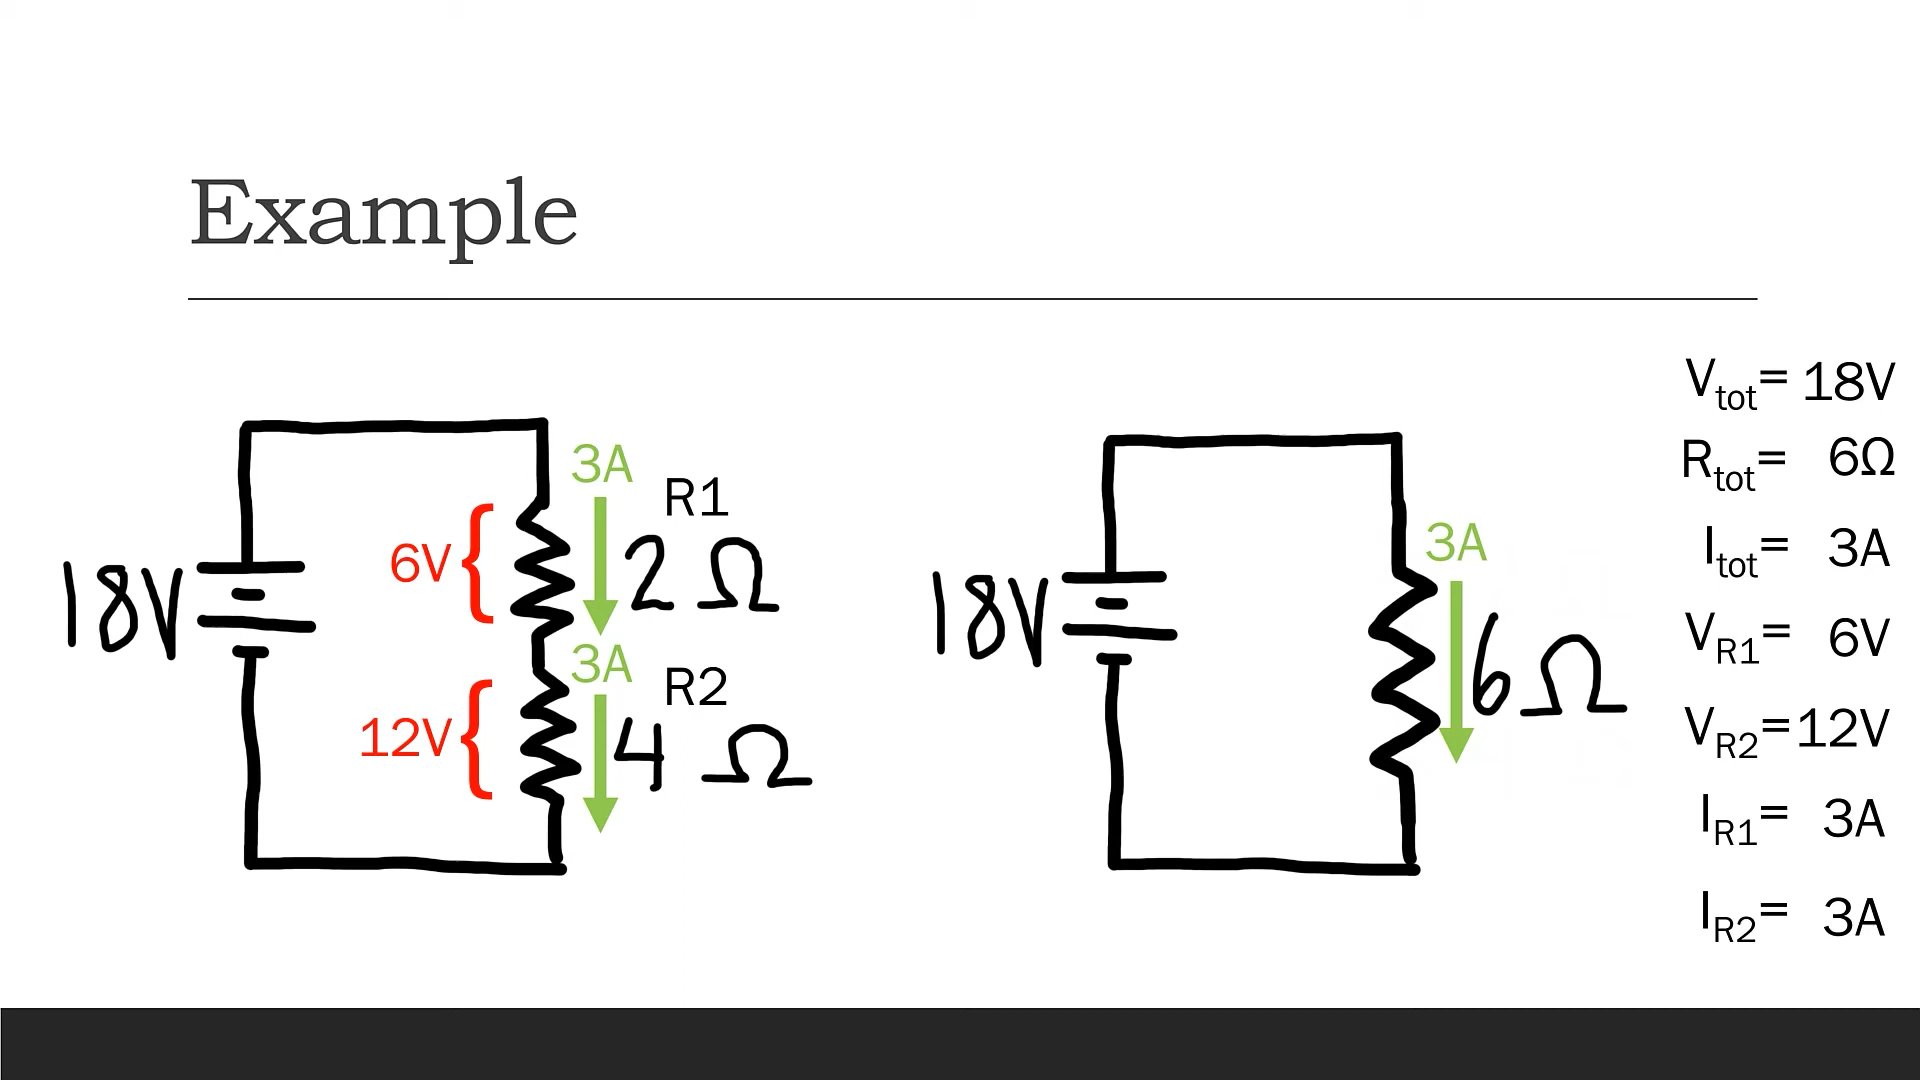 Example
3A
R1
6V
2 Ω
18V
3A
R2
12V
4 Ω
3A
18V
6 Ω
Vtot= 18V
Rtot= 6Ω
Itot= 3A
VR1= 6V
VR2=12V
IR1= 3A
IR2= 3A